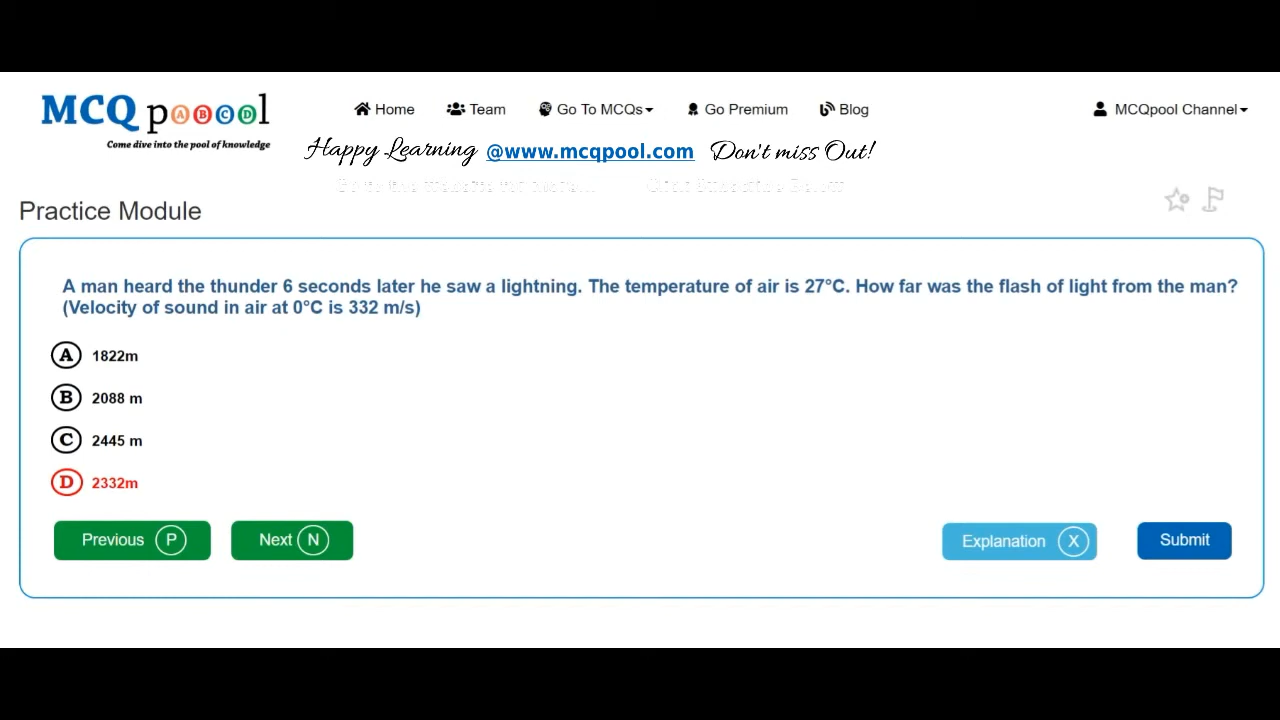 MCQ pABCDl
Come dive into the pool of knowledge
Home Team Go To MCQs Go Premium Blog MCQpool Channel
Happy Learning @www.mcqpool.com Don't miss Out!
Practice Module
A man heard the thunder 6 seconds later he saw a lightning. The temperature of air is 27°C. How far was the flash of light from the man?
(Velocity of sound in air at 0°C is 332 m/s)
A 1822m
B 2088 m
C 2445 m
D 2332m
Previous P Next N Explanation X Submit